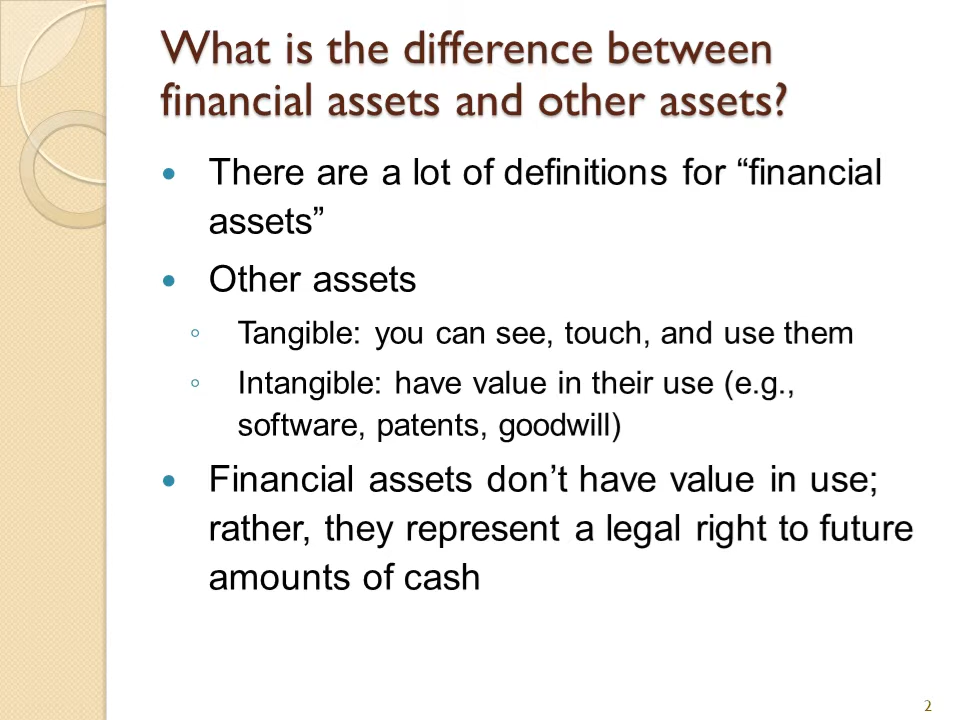 What is the difference between
financial assets and other assets?
• There are a lot of definitions for “financial
assets”
• Other assets
◦ Tangible: you can see, touch, and use them
◦ Intangible: have value in their use (e.g.,
software, patents, goodwill)
• Financial assets don’t have value in use;
rather, they represent a legal right to future
amounts of cash
2